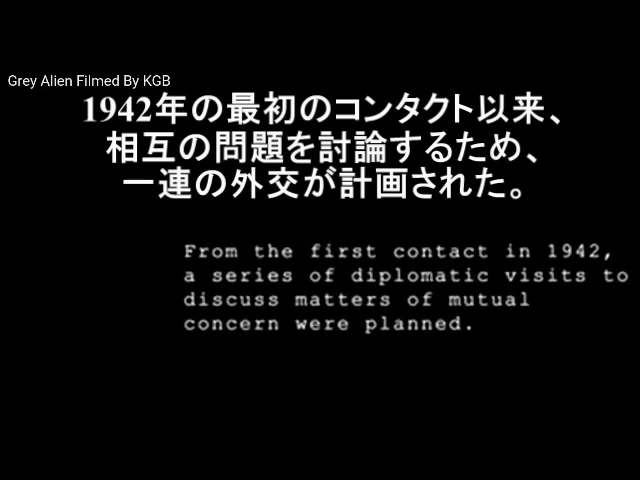 Grey Alien Filmed By KGB
1942年の最初のコンタクト以来、
相互の問題を討論するため、
一連の外交が計画された。
From the first contact in 1942,
a series of diplomatic visits to
discuss matters of mutual
concern were planned.